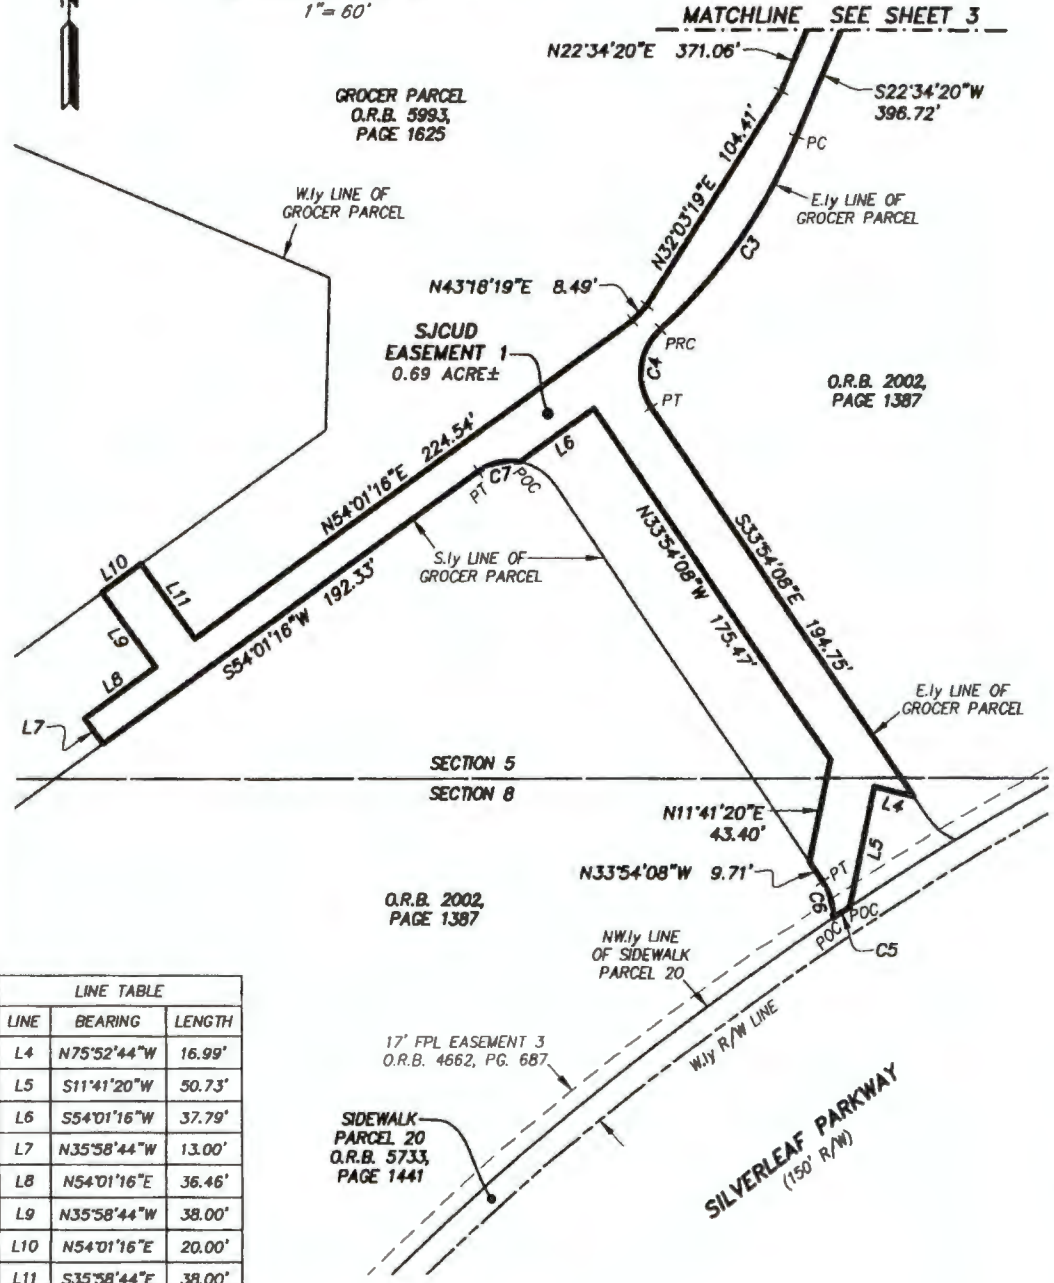 N
1"= 60'
MATCHLINE SEE SHEET 3
N22°34'20"E 371.06'
S22°34'20"W
396.72'
GROCER PARCEL
O.R.B. 5993,
PAGE 1625
PC
N32°03'19"E 104.41'
W.ly LINE OF
GROCER PARCEL
E.ly LINE OF
GROCER PARCEL
C3
N43°18'19"E 8.49'
SJCUD
EASEMENT 1
0.69 ACRE±
PRC
C4
PT
O.R.B. 2002,
PAGE 1387
N54°01'16"E 224.54'
L6
C7
PT
POC
S.ly LINE OF
GROCER PARCEL
N33°54'08"W 175.47'
S33°54'08"E 194.75'
L10
L11
L9
L8
L7
S54°01'16"W 192.33'
E.ly LINE OF
GROCER PARCEL
SECTION 5
SECTION 8
L4
L5
N11°41'20"E
43.40'
N33°54'08"W 9.71'
PT
C6
POC
POC
C5
O.R.B. 2002,
PAGE 1387
NW.ly LINE
OF SIDEWALK
PARCEL 20
W.ly R/W LINE
17' FPL EASEMENT 3
O.R.B. 4662, PG. 687
SIDEWALK
PARCEL 20
O.R.B. 5733,
PAGE 1441
SILVERLEAF PARKWAY
(150' R/W)
LINE TABLE
LINE BEARING LENGTH
L4 N75°52'44"W 16.99'
L5 S11°41'20"W 50.73'
L6 S54°01'16"W 37.79'
L7 N35°58'44"W 13.00'
L8 N54°01'16"E 36.46'
L9 N35°58'44"W 38.00'
L10 N54°01'16"E 20.00'
L11 S35°58'44"E 38.00'